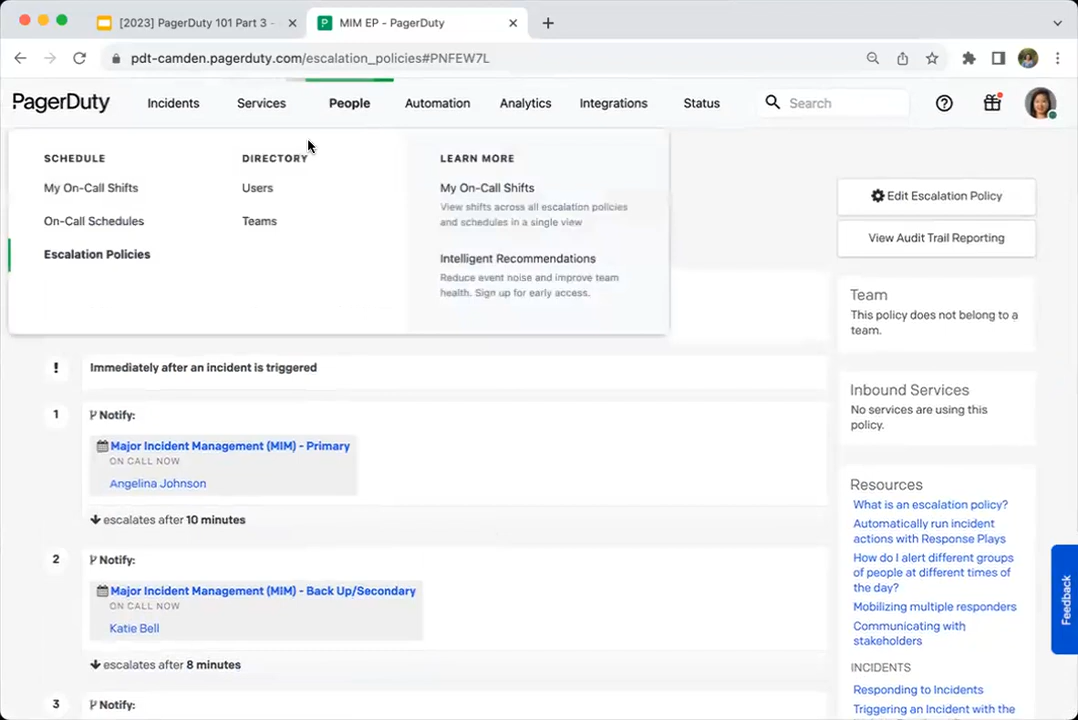 [2023] PagerDuty 101 Part 3 -
MIM EP - PagerDuty
pdt-camden.pagerduty.com/escalation_policies#PNFEW7L
PagerDuty
Incidents
Services
People
Automation
Analytics
Integrations
Status
Search
SCHEDULE
My On-Call Shifts
On-Call Schedules
Escalation Policies
DIRECTORY
Users
Teams
LEARN MORE
My On-Call Shifts
View shifts across all escalation policies
and schedules in a single view
Intelligent Recommendations
Reduce event noise and improve team
health. Sign up for early access.
Edit Escalation Policy
View Audit Trail Reporting
Team
This policy does not belong to a
team.
Inbound Services
No services are using this
policy.
Resources
What is an escalation policy?
Automatically run incident
actions with Response Plays
How do I alert different groups
of people at different times of
the day?
Mobilizing multiple responders
Communicating with
stakeholders
INCIDENTS
Responding to Incidents
Triggering an Incident with the
Feedback
! Immediately after an incident is triggered
1 Notify:
Major Incident Management (MIM) - Primary
ON CALL NOW
Angelina Johnson
escalates after 10 minutes
2 Notify:
Major Incident Management (MIM) - Back Up/Secondary
ON CALL NOW
Katie Bell
escalates after 8 minutes
3 Notify: